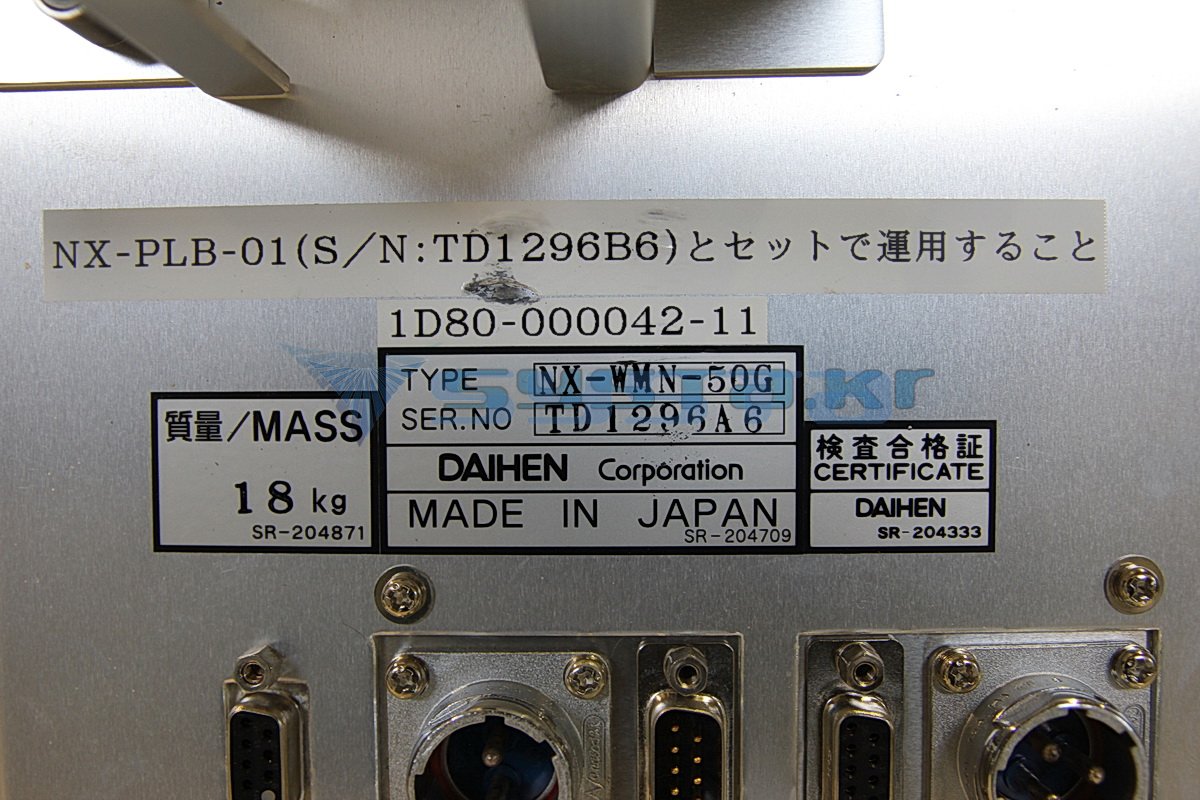 NX-PLB-01(S/N:TD1296B6)とセットで運用すること
1D80-000042-11
TYPE NX-WMN-50G
SER.NO TD1296A6
DAIHEN Corporation
MADE IN JAPAN
SR-204709
質量/MASS
18 kg
SR-204871
検査合格証
CERTIFICATE
DAIHEN
SR-204333